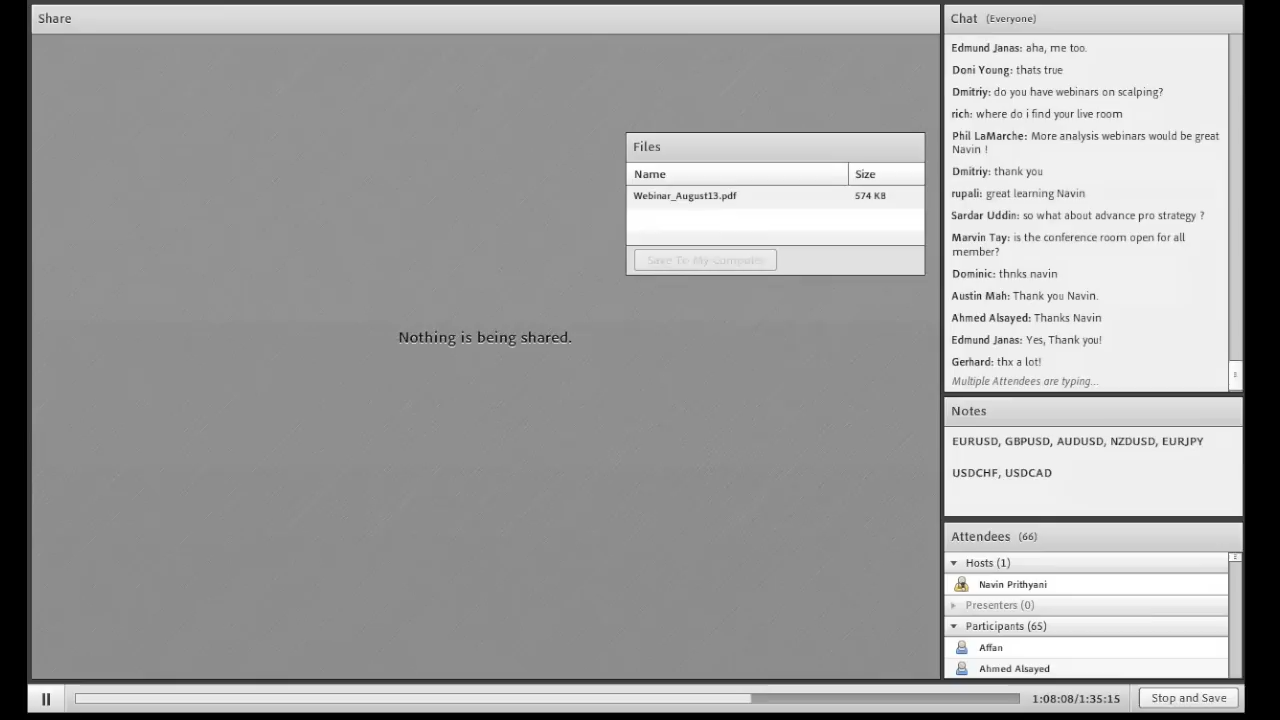 Share
Files
Name Size
Webinar_August13.pdf 574 KB
Save To My Computer
Nothing is being shared.
Chat (Everyone)
Edmund Janas: aha, me too.
Doni Young: thats true
Dmitriy: do you have webinars on scalping?
rich: where do i find your live room
Phil LaMarche: More analysis webinars would be great
Navin !
Dmitriy: thank you
rupali: great learning Navin
Sardar Uddin: so what about advance pro strategy ?
Marvin Tay: is the conference room open for all
member?
Dominic: thnks navin
Austin Mah: Thank you Navin.
Ahmed Alsayed: Thanks Navin
Edmund Janas: Yes, Thank you!
Gerhard: thx a lot!
Multiple Attendees are typing...
Notes
EURUSD, GBPUSD, AUDUSD, NZDUSD, EURJPY
USDCHF, USDCAD
Attendees (66)
Hosts (1)
Navin Prithyani
Presenters (0)
Participants (65)
Affan
Ahmed Alsayed
1:08:08/1:35:15
Stop and Save